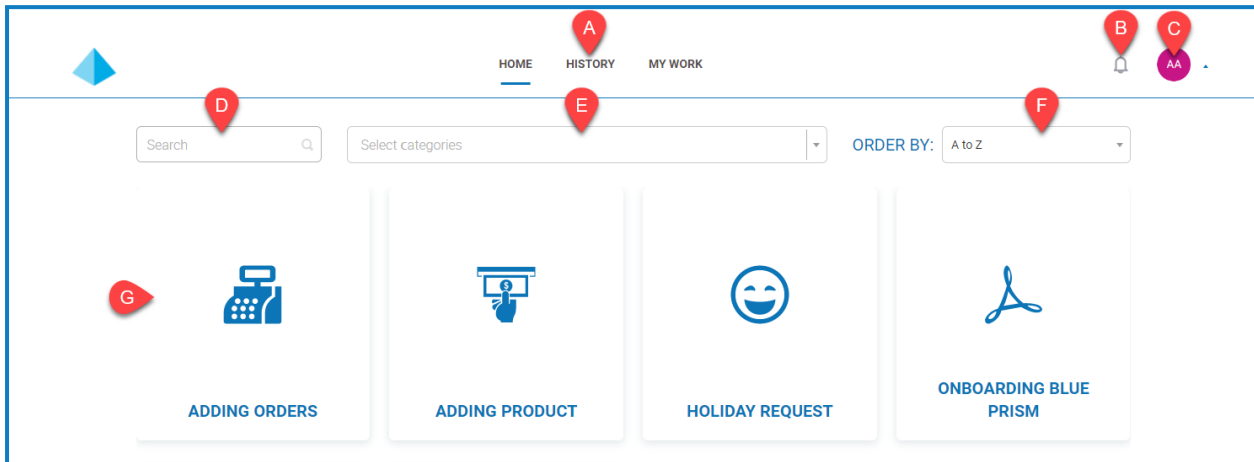 A B C
HOME HISTORY MY WORK AA
D E F
Search Select categories ORDER BY: A to Z
G
ADDING ORDERS ADDING PRODUCT HOLIDAY REQUEST ONBOARDING BLUE
PRISM